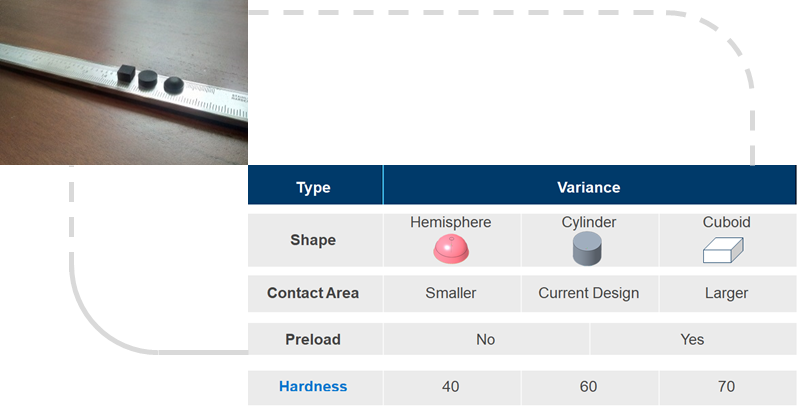 Type Variance
Shape Hemisphere Cylinder Cuboid
Contact Area Smaller Current Design Larger
Preload No Yes
Hardness 40 60 70